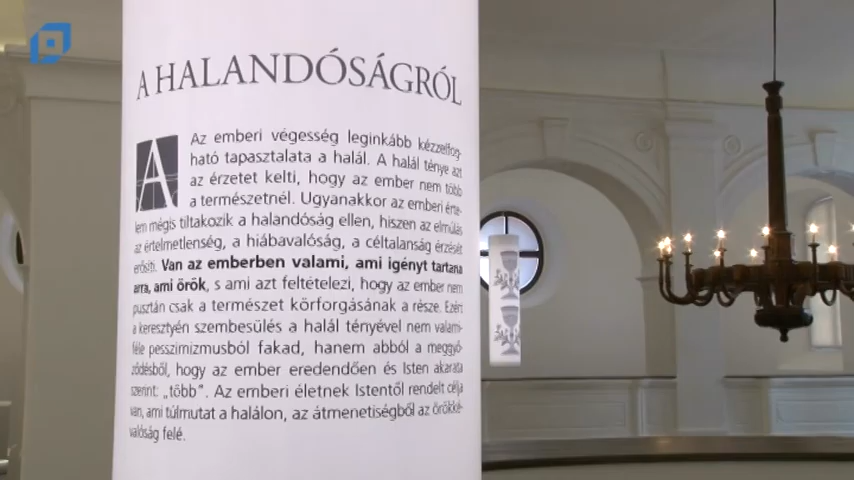 A HALANDÓSÁGRÓL
Az emberi végesség leginkább kézzelfog-
ható tapasztalata a halál. A halál ténye azt
az érzetet kelti, hogy az ember nem több
a természetnél. Ugyanakkor az emberi érte-
lem mégis tiltakozik a halandóság ellen, hiszen az elmúlás
az értelmetlenség, a hiábavalóság, a céltalanság érzését
erősíti. Van az emberben valami, ami igényt tartana
arra, ami örök, s ami azt feltételezi, hogy az ember nem
pusztán csak a természet körforgásának a része. Ezért
a keresztyén szembesülés a halál tényével nem valami-
féle pesszimizmusból fakad, hanem abból a meggyő-
ződésből, hogy az ember eredendően és Isten akarata
szerint: „több”. Az emberi életnek Istentől rendelt célja
van, ami túlmutat a halálon, az átmenetiségből az örökké-
valóság felé.